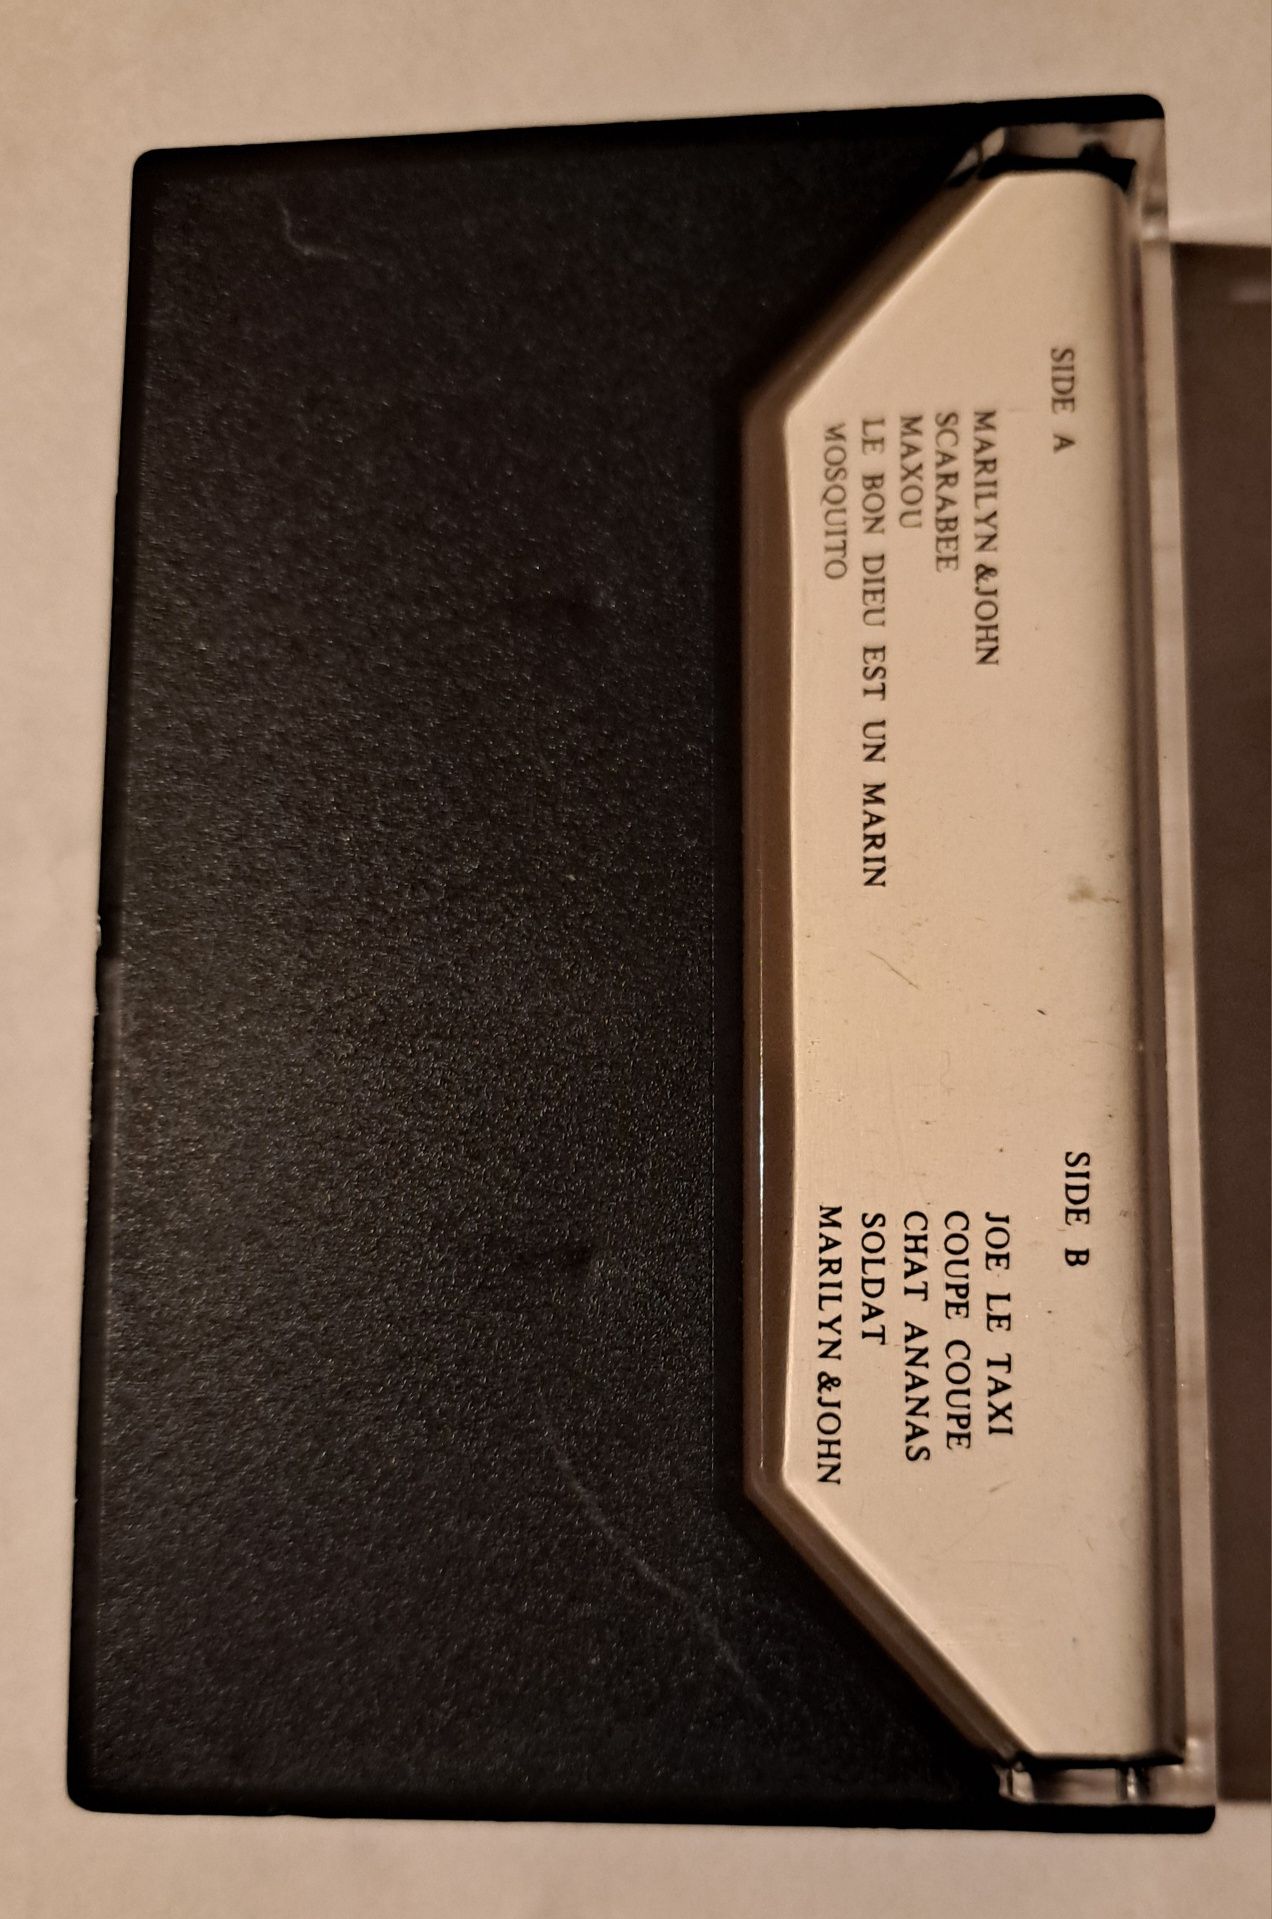 SIDE A
MARILYN &JOHN
SCARABEE
MAXOU
LE BON DIEU EST UN MARIN
MOSQUITO
SIDE B
JOE LE TAXI
COUPE COUPE
CHAT ANANAS
SOLDAT
MARILYN &JOHN